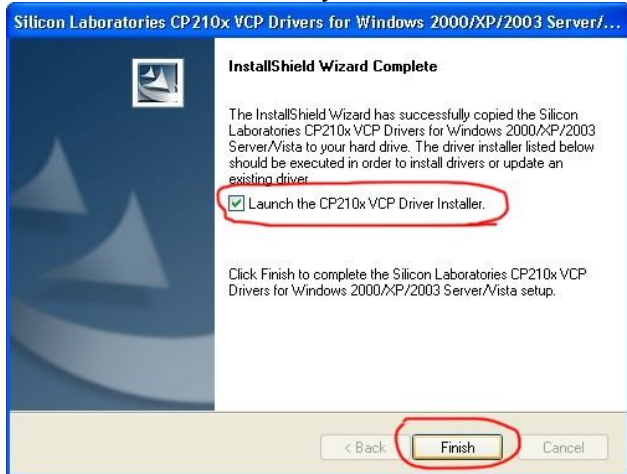 Silicon Laboratories CP210x VCP Drivers for Windows 2000/XP/2003 Server/...
InstallShield Wizard Complete
The InstallShield Wizard has successfully copied the Silicon
Laboratories CP210x VCP Drivers for Windows 2000/XP/2003
Server/Vista to your hard drive. The driver installer listed below
should be executed in order to install drivers or update an
existing driver.
Launch the CP210x VCP Driver Installer.
Click Finish to complete the Silicon Laboratories CP210x VCP
Drivers for Windows 2000/XP/2003 Server/Vista setup.
< Back
Finish
Cancel